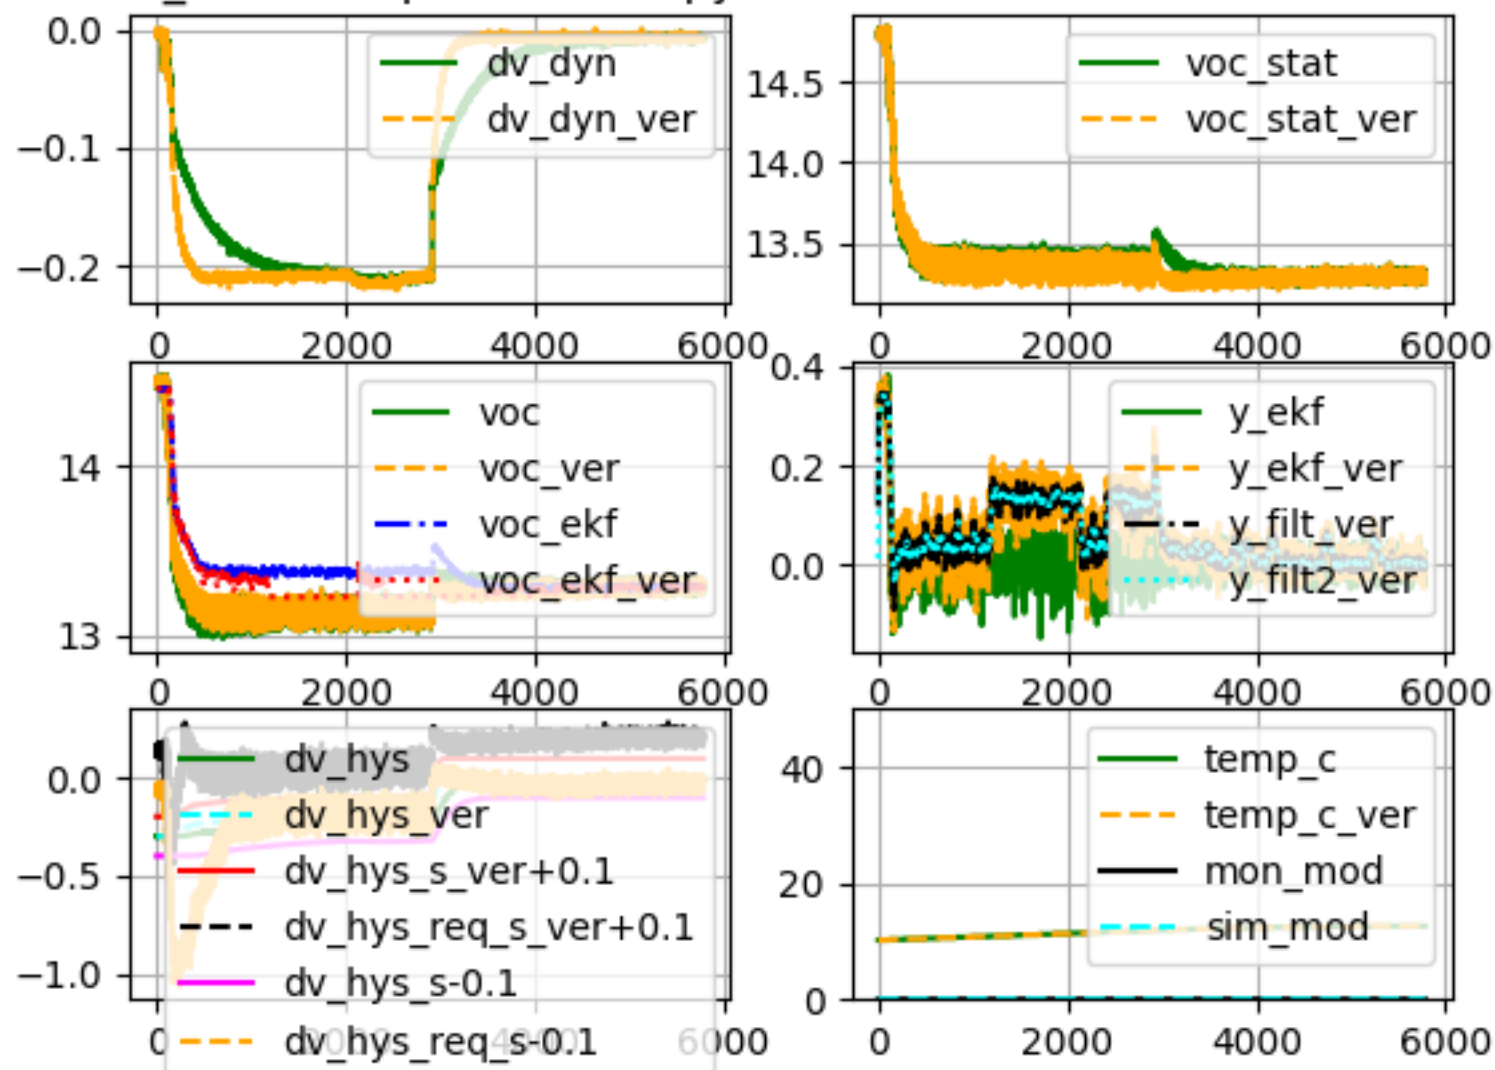 0.0
−0.1
−0.2
dv_dyn
dv_dyn_ver
0 2000 4000 6000
14.5
14.0
13.5
voc_stat
voc_stat_ver
0 2000 4000 6000
14
13
voc
voc_ver
voc_ekf
voc_ekf_ver
0 2000 4000 6000
0.4
0.2
0.0
y_ekf
y_ekf_ver
y_filt_ver
y_filt2_ver
0 2000 4000 6000
0.0
−0.5
−1.0
dv_hys
dv_hys_ver
dv_hys_s_ver+0.1
dv_hys_req_s_ver+0.1
dv_hys_s-0.1
dv_hys_req_s-0.1
0 2000 4000 6000
40
20
0
temp_c
temp_c_ver
mon_mod
sim_mod
0 2000 4000 6000